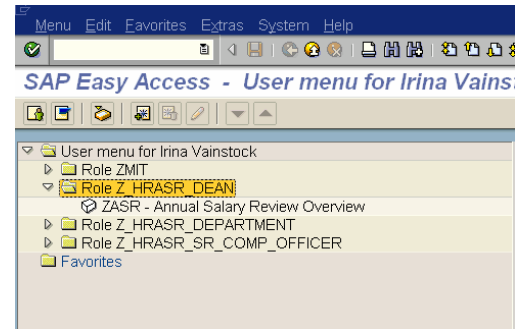 Menu Edit Favorites Extras System Help
SAP Easy Access - User menu for Irina Vains
User menu for Irina Vainstock
Role ZMIT
Role Z_HRASR_DEAN
ZASR - Annual Salary Review Overview
Role Z_HRASR_DEPARTMENT
Role Z_HRASR_SR_COMP_OFFICER
Favorites